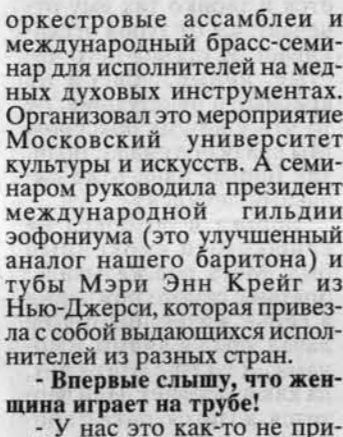 оркестровые ассамблеи и
международный брасс-семи-
нар для исполнителей на мед-
ных духовых инструментах.
Организовал это мероприятие
Московский университет
культуры и искусств. А семи-
наром руководила президент
международной гильдии
эофониума (это улучшенный
аналог нашего баритона) и
тубы Мэри Энн Крейг из
Нью-Джерси, которая привез-
ла с собой выдающихся испол-
нителей из разных стран.
- Впервые слышу, что жен-
щина играет на трубе!
- У нас это как-то не при-